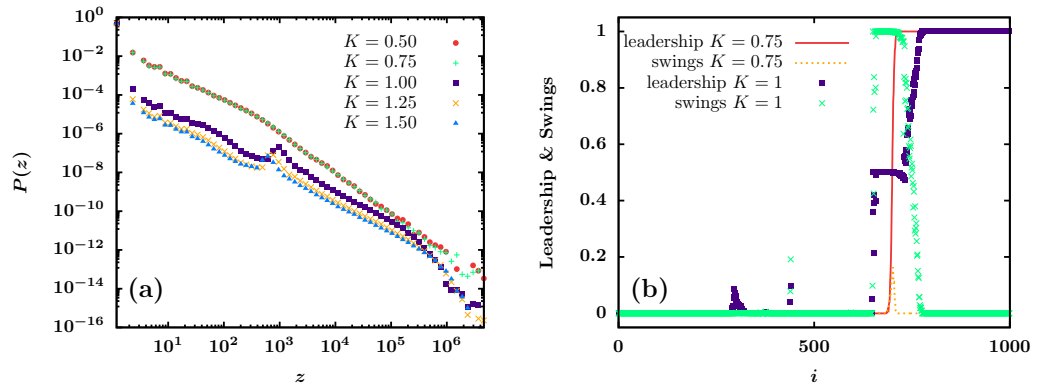 10^0
10^-2
10^-4
10^-6
10^-8
10^-10
10^-12
10^-14
10^-16
P(z)
K = 0.50
K = 0.75
K = 1.00
K = 1.25
K = 1.50
(a)
10^1
10^2
10^3
10^4
10^5
10^6
z
Leadership & Swings
1
0.8
0.6
0.4
0.2
0
leadership K = 0.75
swings K = 0.75
leadership K = 1
swings K = 1
(b)
0
500
1000
i